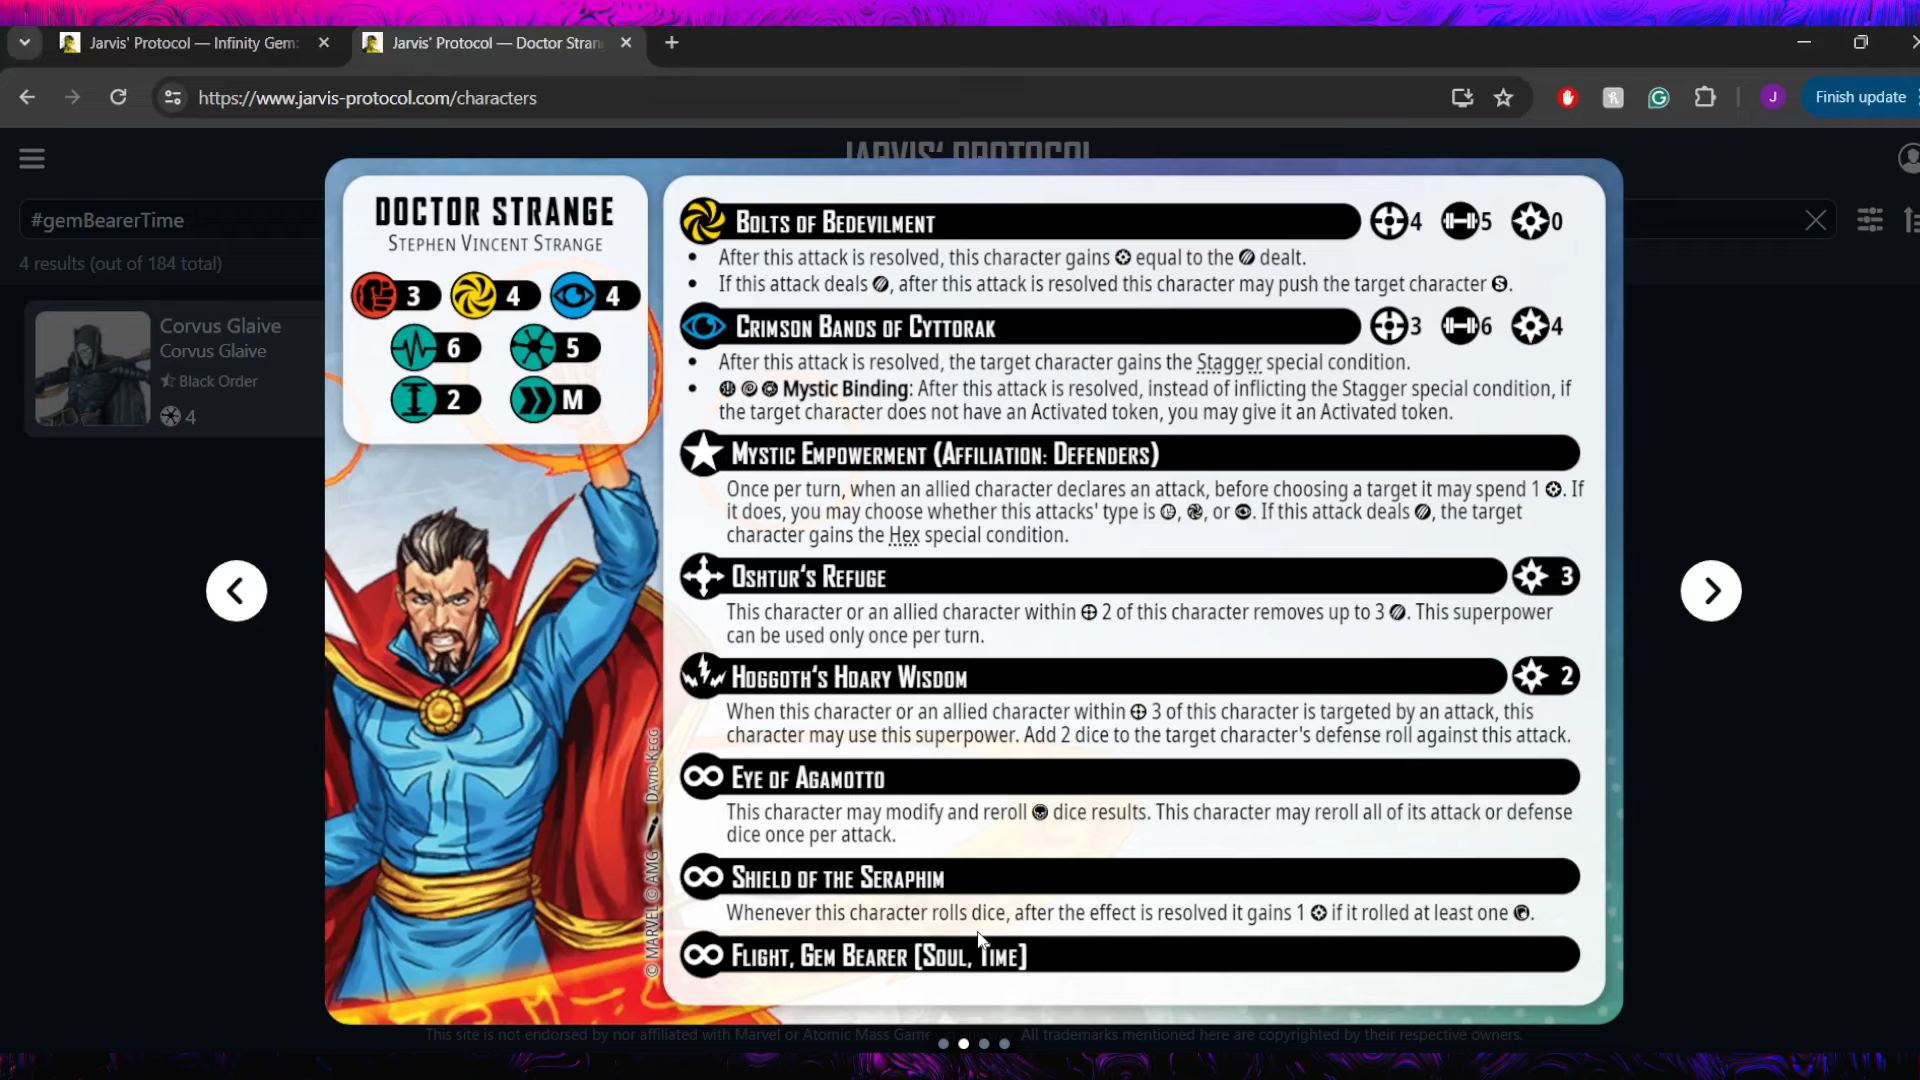 Jarvis' Protocol — Infinity Gem:
Jarvis' Protocol — Doctor Stran
https://www.jarvis-protocol.com/characters
J
Finish update
JARVIS' PROTOCOL
#gemBearerTime
4 results (out of 184 total)
Corvus Glaive
Corvus Glaive
Black Order
4
DOCTOR STRANGE
STEPHEN VINCENT STRANGE
3 4 4
6 5
2 M
© MARVEL © AMG DAVID KEGG
BOLTS OF BEDEVILMENT 4 5 0
• After this attack is resolved, this character gains equal to the dealt.
• If this attack deals , after this attack is resolved this character may push the target character S.
CRIMSON BANDS OF CYTTORAK 3 6 4
• After this attack is resolved, the target character gains the Stagger special condition.
• Mystic Binding: After this attack is resolved, instead of inflicting the Stagger special condition, if
the target character does not have an Activated token, you may give it an Activated token.
MYSTIC EMPOWERMENT (AFFILIATION: DEFENDERS)
Once per turn, when an allied character declares an attack, before choosing a target it may spend 1 . If
it does, you may choose whether this attacks' type is , , or . If this attack deals , the target
character gains the Hex special condition.
OSHTUR'S REFUGE 3
This character or an allied character within 2 of this character removes up to 3 . This superpower
can be used only once per turn.
HOGGOTH'S HOARY WISDOM 2
When this character or an allied character within 3 of this character is targeted by an attack, this
character may use this superpower. Add 2 dice to the target character's defense roll against this attack.
EYE OF AGAMOTTO
This character may modify and reroll dice results. This character may reroll all of its attack or defense
dice once per attack.
SHIELD OF THE SERAPHIM
Whenever this character rolls dice, after the effect is resolved it gains 1 if it rolled at least one .
FLIGHT, GEM BEARER [SOUL, TIME]
This site is not endorsed by nor affiliated with Marvel or Atomic Mass Game All trademarks mentioned here are copyrighted by their respective owners.